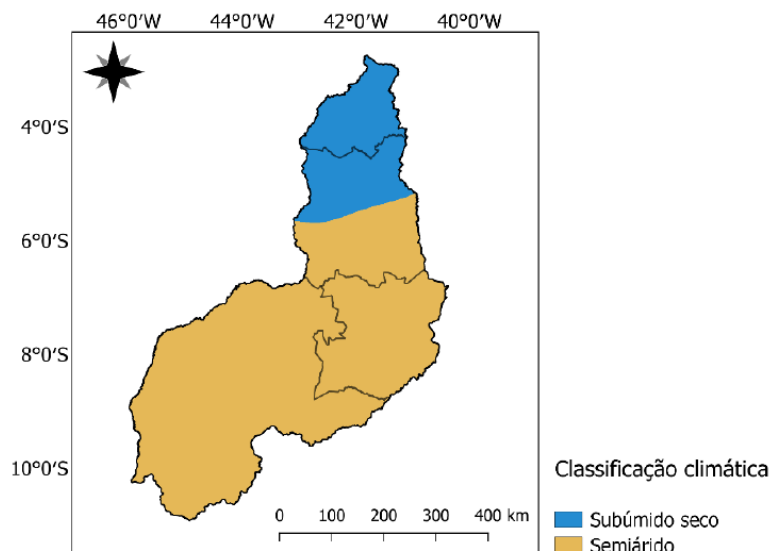 46°0'W 44°0'W 42°0'W 40°0'W
4°0'S
6°0'S
8°0'S
10°0'S
Classificação climática
0 100 200 300 400 km
Subúmido seco
Semiárido